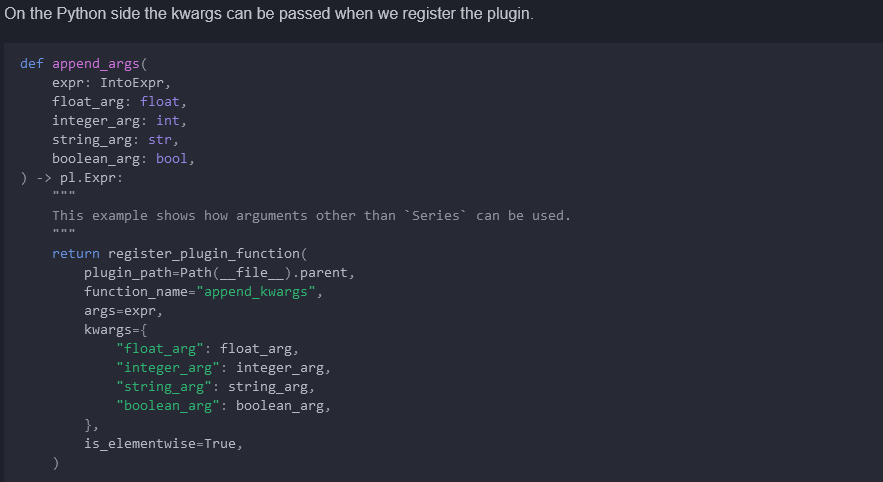 On the Python side the kwargs can be passed when we register the plugin.
def append_args(
    expr: IntoExpr,
    float_arg: float,
    integer_arg: int,
    string_arg: str,
    boolean_arg: bool,
) -> pl.Expr:
    """
    This example shows how arguments other than `Series` can be used.
    """
    return register_plugin_function(
        plugin_path=Path(__file__).parent,
        function_name="append_kwargs",
        args=expr,
        kwargs={
            "float_arg": float_arg,
            "integer_arg": integer_arg,
            "string_arg": string_arg,
            "boolean_arg": boolean_arg,
        },
        is_elementwise=True,
    )